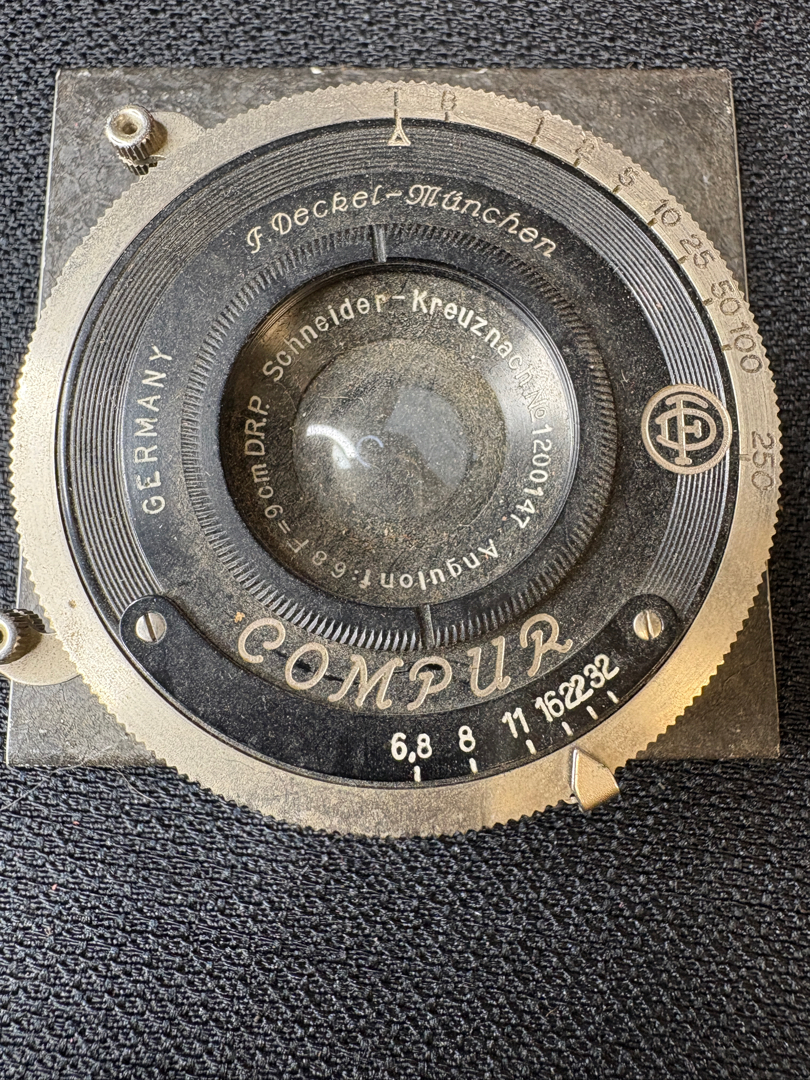 T B 1 2 5 10 25 50 100 250
F. Deckel-München
Schneider-Kreuznach No 1200147 Angulon f:6.8 F=9cm D.R.P.
GERMANY
COMPUR
6,8 8 11 16 22 32